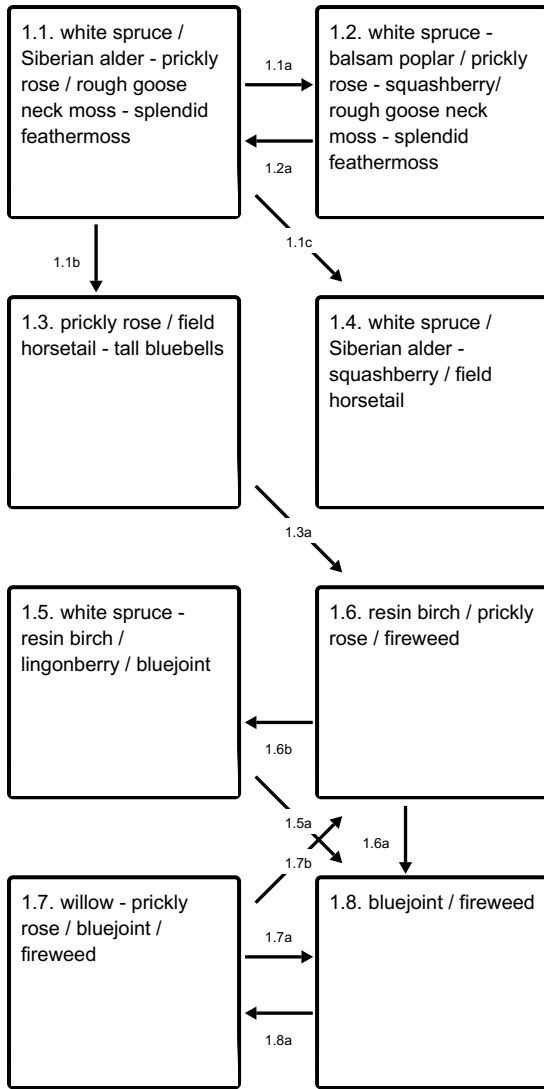 1.1. white spruce /
Siberian alder - prickly
rose / rough goose
neck moss - splendid
feathermoss
1.1a
1.2a
1.2. white spruce -
balsam poplar / prickly
rose - squashberry/
rough goose neck
moss - splendid
feathermoss
1.1b
1.1c
1.3. prickly rose / field
horsetail - tall bluebells
1.4. white spruce /
Siberian alder -
squashberry / field
horsetail
1.3a
1.5. white spruce -
resin birch /
lingonberry / bluejoint
1.6b
1.6. resin birch / prickly
rose / fireweed
1.5a
1.7b
1.6a
1.7. willow - prickly
rose / bluejoint /
fireweed
1.7a
1.8a
1.8. bluejoint / fireweed